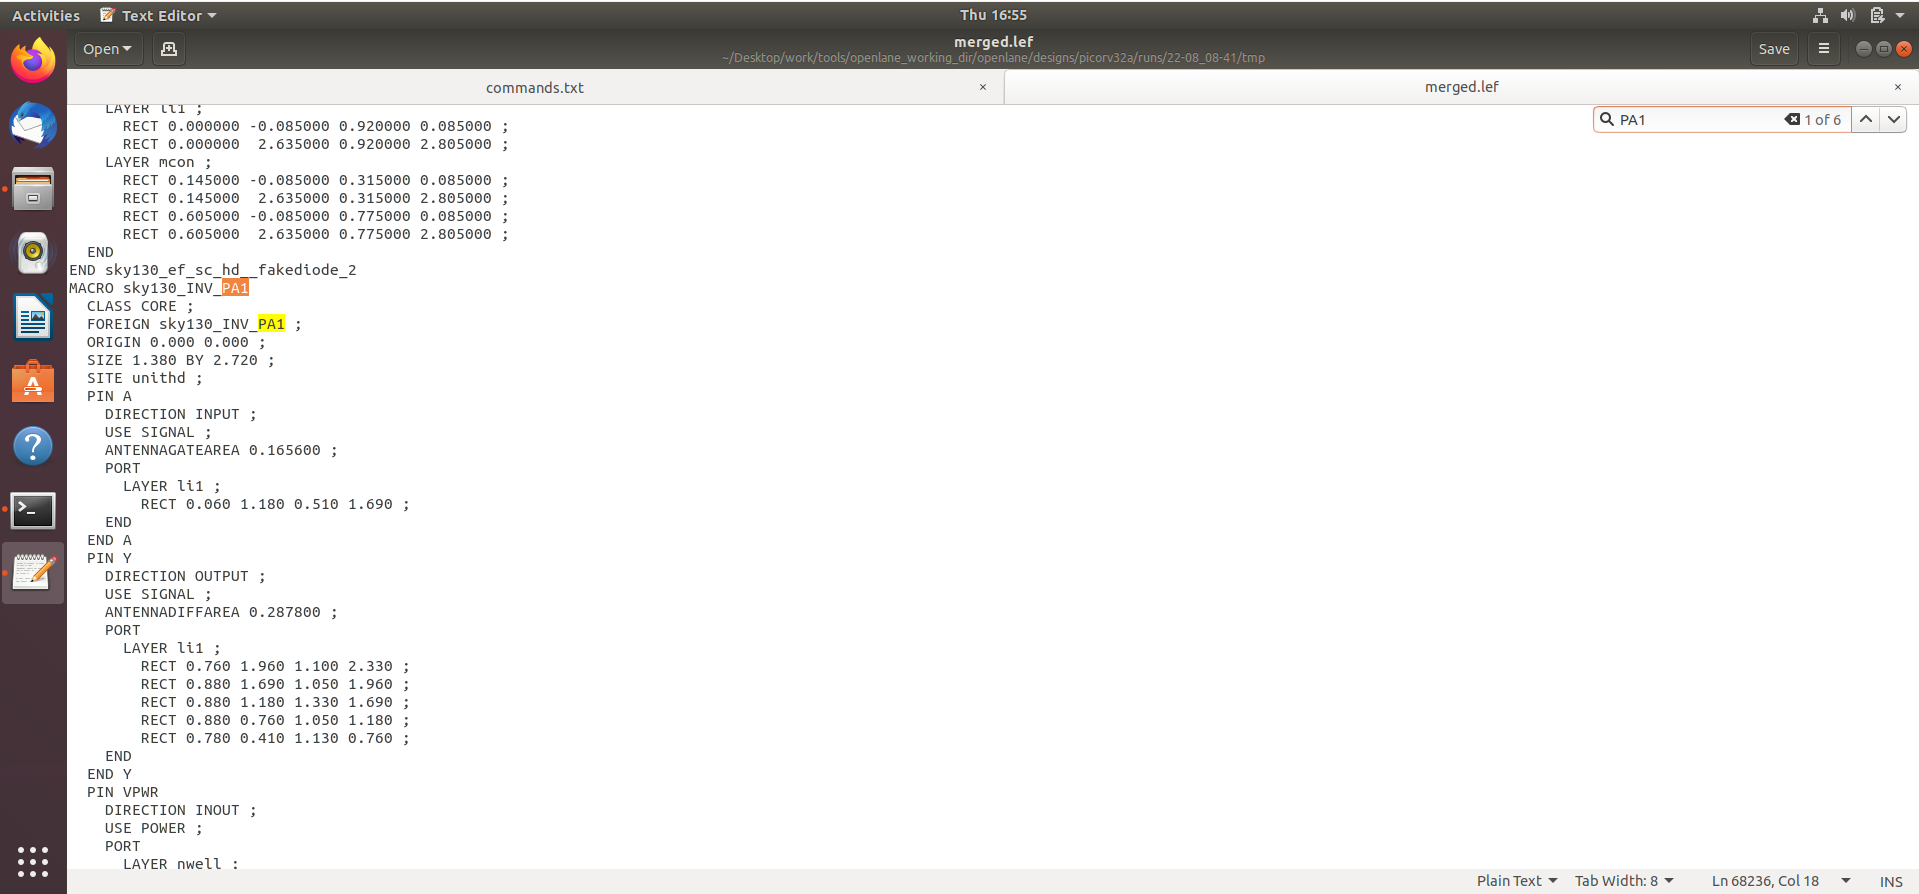 Activities Text Editor Thu 16:55
Open merged.lef Save
~/Desktop/work/tools/openlane_working_dir/openlane/designs/picorv32a/runs/22-08_08-41/tmp
commands.txt × merged.lef ×
PA1 1 of 6
    LAYER li1 ;
      RECT 0.000000 -0.085000 0.920000 0.085000 ;
      RECT 0.000000  2.635000 0.920000 2.805000 ;
    LAYER mcon ;
      RECT 0.145000 -0.085000 0.315000 0.085000 ;
      RECT 0.145000  2.635000 0.315000 2.805000 ;
      RECT 0.605000 -0.085000 0.775000 0.085000 ;
      RECT 0.605000  2.635000 0.775000 2.805000 ;
  END
END sky130_ef_sc_hd__fakediode_2
MACRO sky130_INV_PA1
  CLASS CORE ;
  FOREIGN sky130_INV_PA1 ;
  ORIGIN 0.000 0.000 ;
  SIZE 1.380 BY 2.720 ;
  SITE unithd ;
  PIN A
    DIRECTION INPUT ;
    USE SIGNAL ;
    ANTENNAGATEAREA 0.165600 ;
    PORT
      LAYER li1 ;
        RECT 0.060 1.180 0.510 1.690 ;
    END
  END A
  PIN Y
    DIRECTION OUTPUT ;
    USE SIGNAL ;
    ANTENNADIFFAREA 0.287800 ;
    PORT
      LAYER li1 ;
        RECT 0.760 1.960 1.100 2.330 ;
        RECT 0.880 1.690 1.050 1.960 ;
        RECT 0.880 1.180 1.330 1.690 ;
        RECT 0.880 0.760 1.050 1.180 ;
        RECT 0.780 0.410 1.130 0.760 ;
    END
  END Y
  PIN VPWR
    DIRECTION INOUT ;
    USE POWER ;
    PORT
      LAYER nwell ;
Plain Text Tab Width: 8 Ln 68236, Col 18 INS